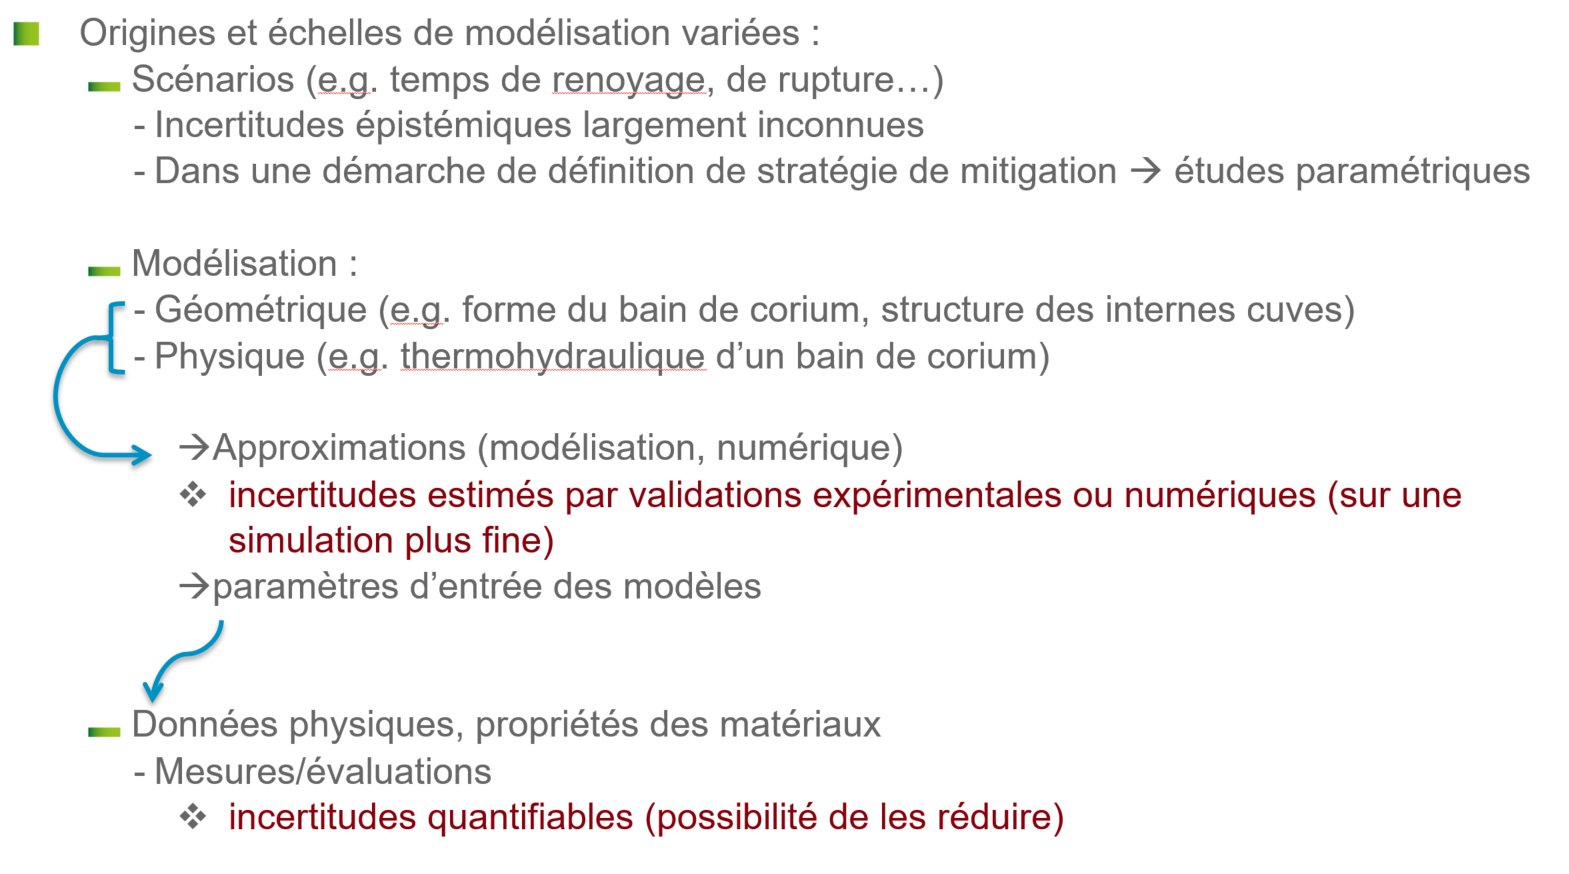 Origines et échelles de modélisation variées :
Scénarios (e.g. temps de renoyage, de rupture…)
- Incertitudes épistémiques largement inconnues
- Dans une démarche de définition de stratégie de mitigation → études paramétriques
Modélisation :
- Géométrique (e.g. forme du bain de corium, structure des internes cuves)
- Physique (e.g. thermohydraulique d’un bain de corium)
→Approximations (modélisation, numérique)
❖ incertitudes estimés par validations expérimentales ou numériques (sur une
simulation plus fine)
→paramètres d’entrée des modèles
Données physiques, propriétés des matériaux
- Mesures/évaluations
❖ incertitudes quantifiables (possibilité de les réduire)